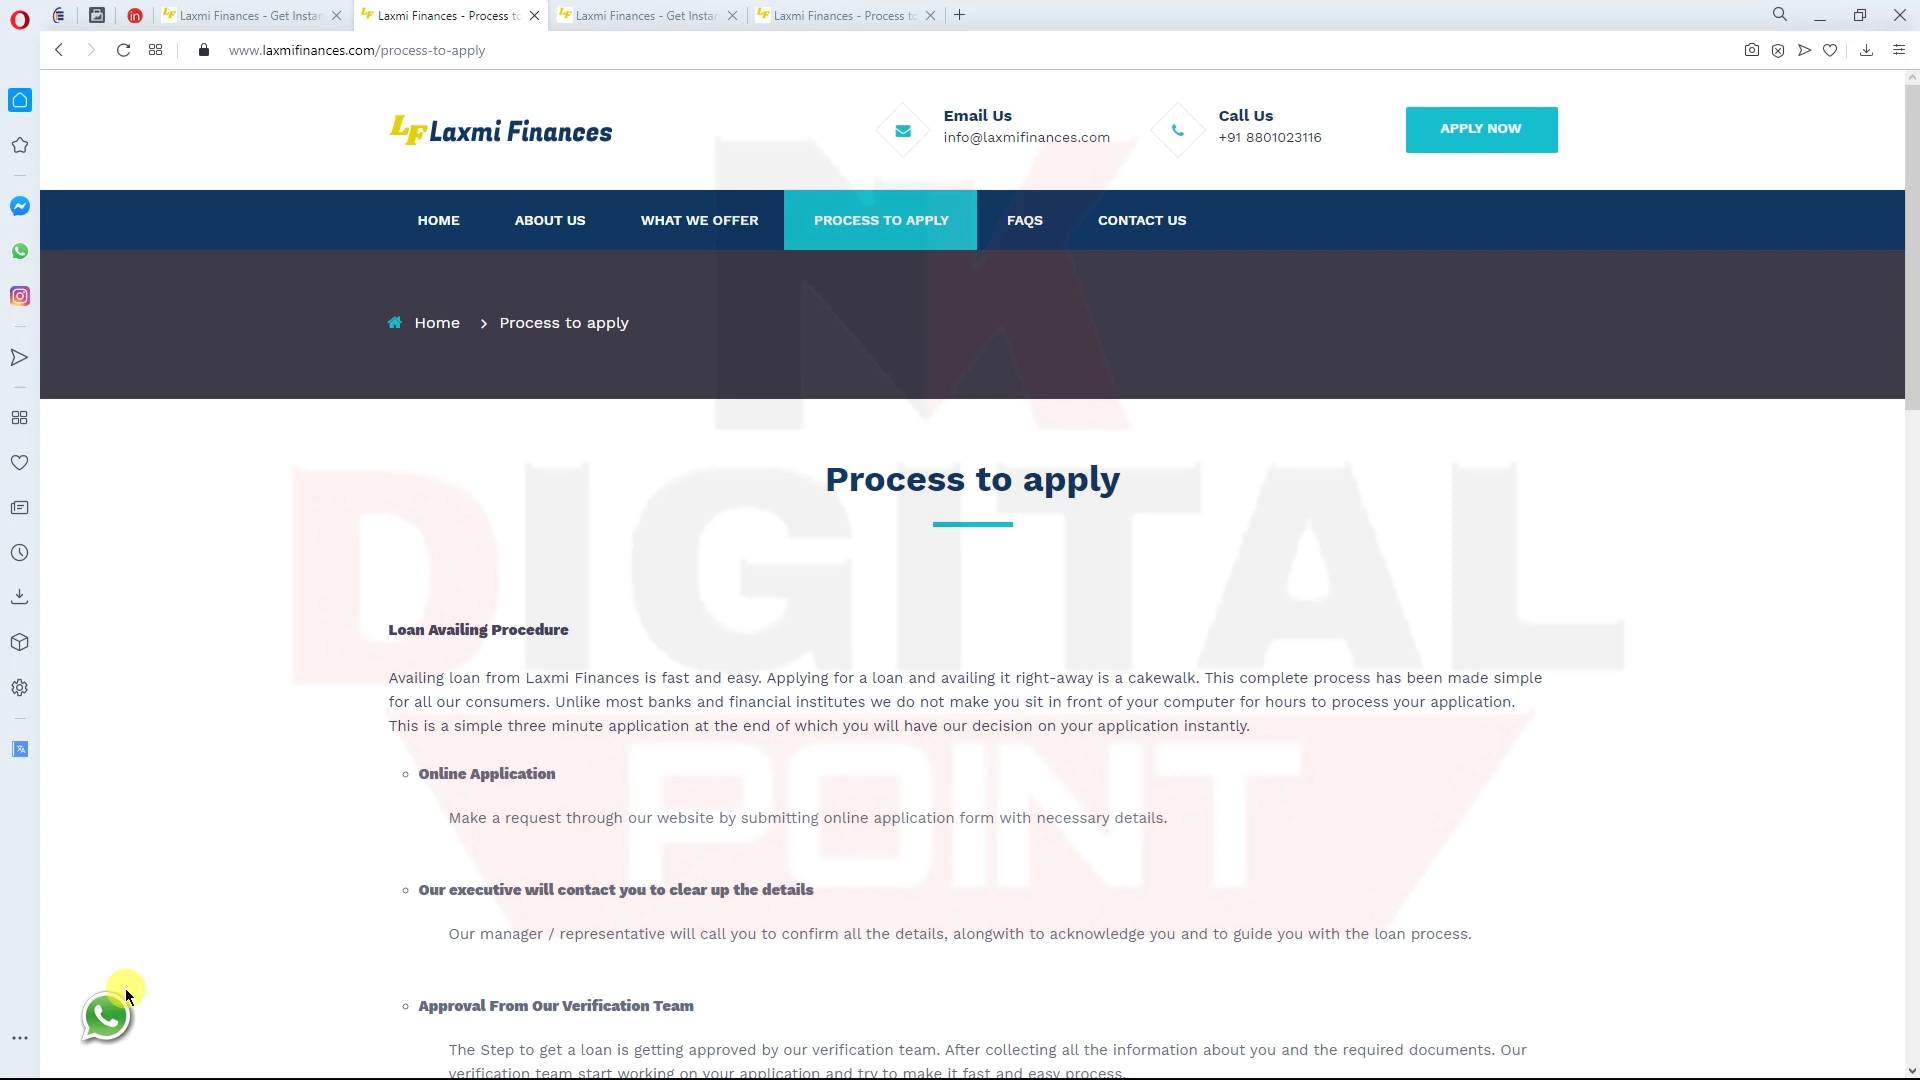 Laxmi Finances - Get Instan
Laxmi Finances - Process to
Laxmi Finances - Get Instan
Laxmi Finances - Process to
www.laxmifinances.com/process-to-apply
LF Laxmi Finances
Email Us
info@laxmifinances.com
Call Us
+91 8801023116
APPLY NOW
HOME
ABOUT US
WHAT WE OFFER
PROCESS TO APPLY
FAQS
CONTACT US
Home > Process to apply
NK
DIGITAL
POINT
Process to apply
Loan Availing Procedure
Availing loan from Laxmi Finances is fast and easy. Applying for a loan and availing it right-away is a cakewalk. This complete process has been made simple
for all our consumers. Unlike most banks and financial institutes we do not make you sit in front of your computer for hours to process your application.
This is a simple three minute application at the end of which you will have our decision on your application instantly.
Online Application
Make a request through our website by submitting online application form with necessary details.
Our executive will contact you to clear up the details
Our manager / representative will call you to confirm all the details, alongwith to acknowledge you and to guide you with the loan process.
Approval From Our Verification Team
The Step to get a loan is getting approved by our verification team. After collecting all the information about you and the required documents. Our
verification team start working on your application and try to make it fast and easy process.